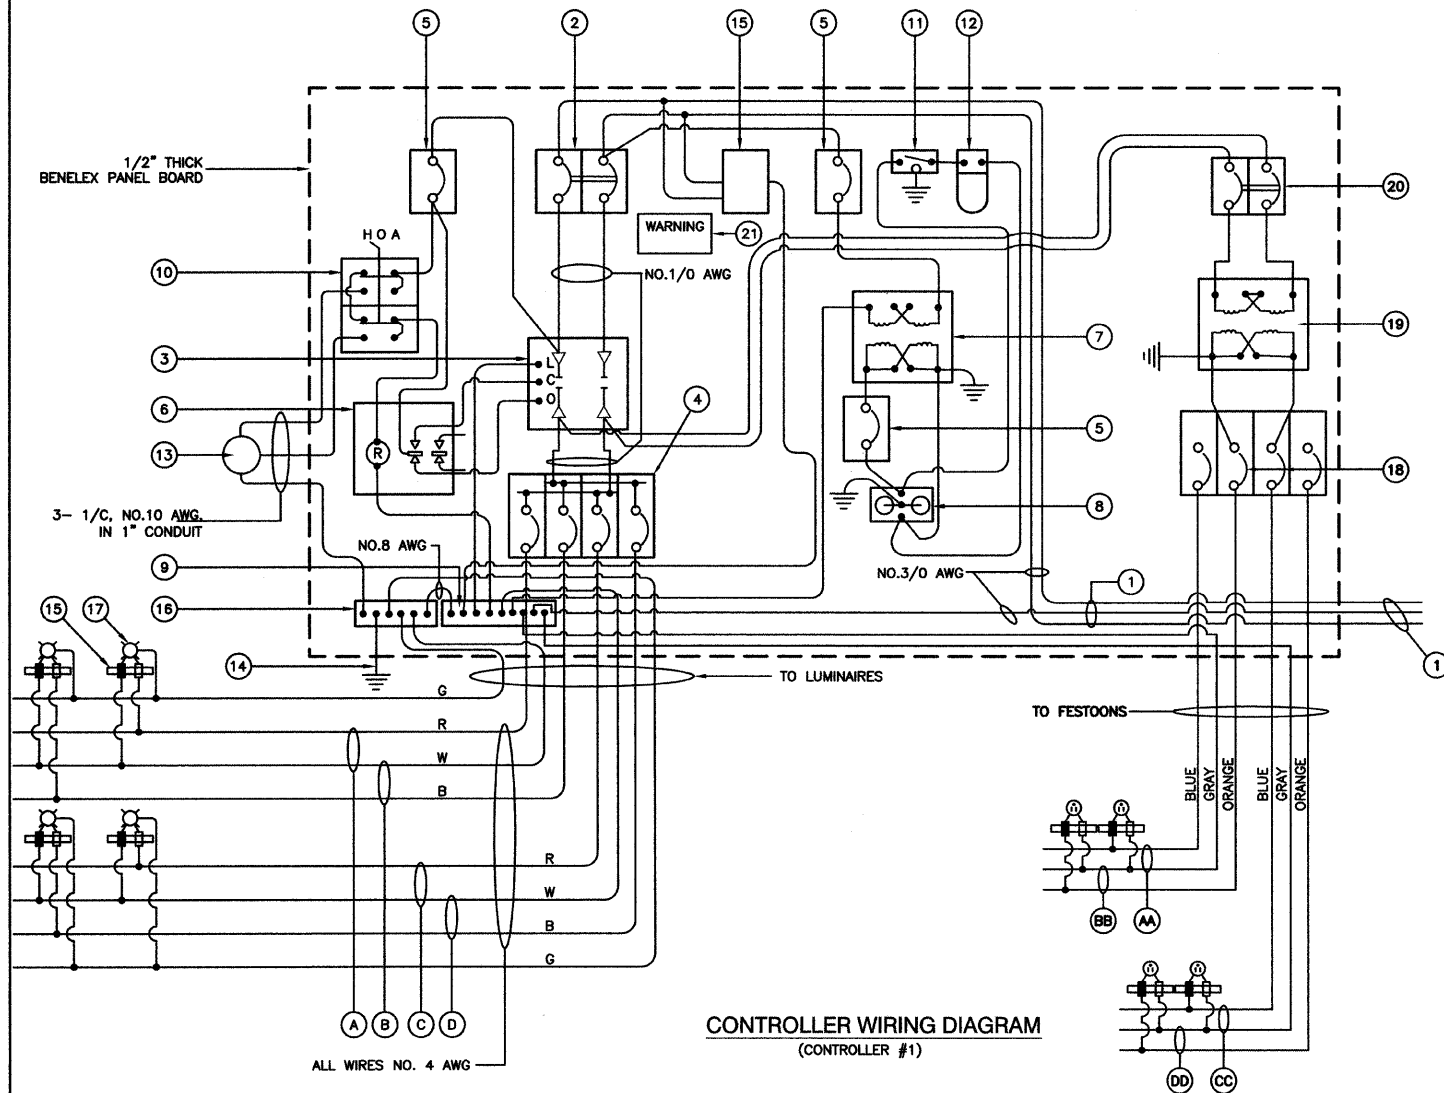 5
2
15
5
11
12
1/2" THICK
BENELEX PANEL BOARD
20
WARNING
21
H O A
10
NO.1/0 AWG
7
19
3
L
C
O
4
6
5
13
R
18
3- 1/C, NO.10 AWG.
IN 1" CONDUIT
8
NO.8 AWG
9
NO.3/0 AWG
1
15
17
16
14
1
TO LUMINAIRES
G
TO FESTOONS
R
W
B
BLUE
GRAY
ORANGE
BLUE
GRAY
ORANGE
R
W
B
G
BB
AA
A
B
C
D
CONTROLLER WIRING DIAGRAM
(CONTROLLER #1)
ALL WIRES NO. 4 AWG
DD
CC